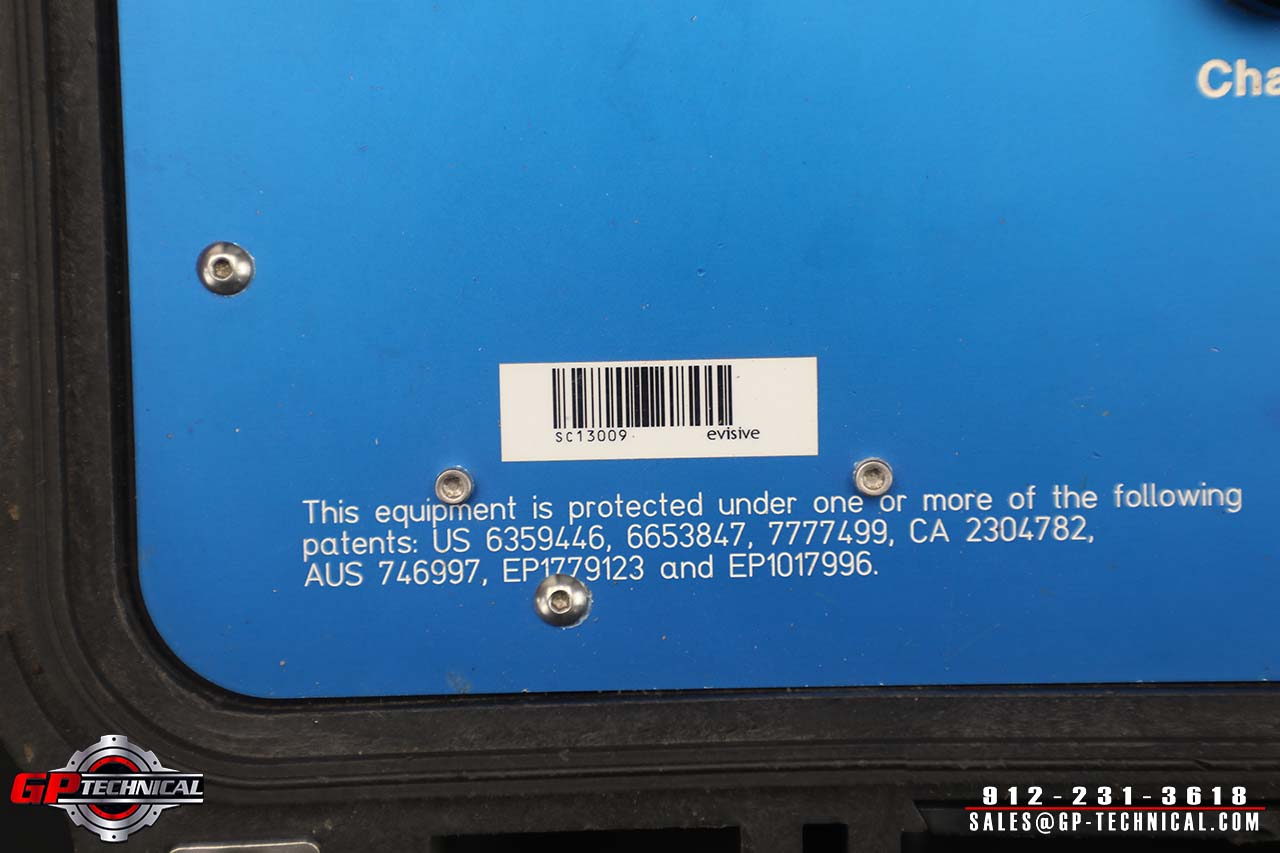 Cha
SC13009
evisive
This equipment is protected under one or more of the following
patents: US 6359446, 6653847, 7777499, CA 2304782,
AUS 746997, EP1779123 and EP1017996.
GP TECHNICAL
912-231-3618
SALES@GP-TECHNICAL.COM